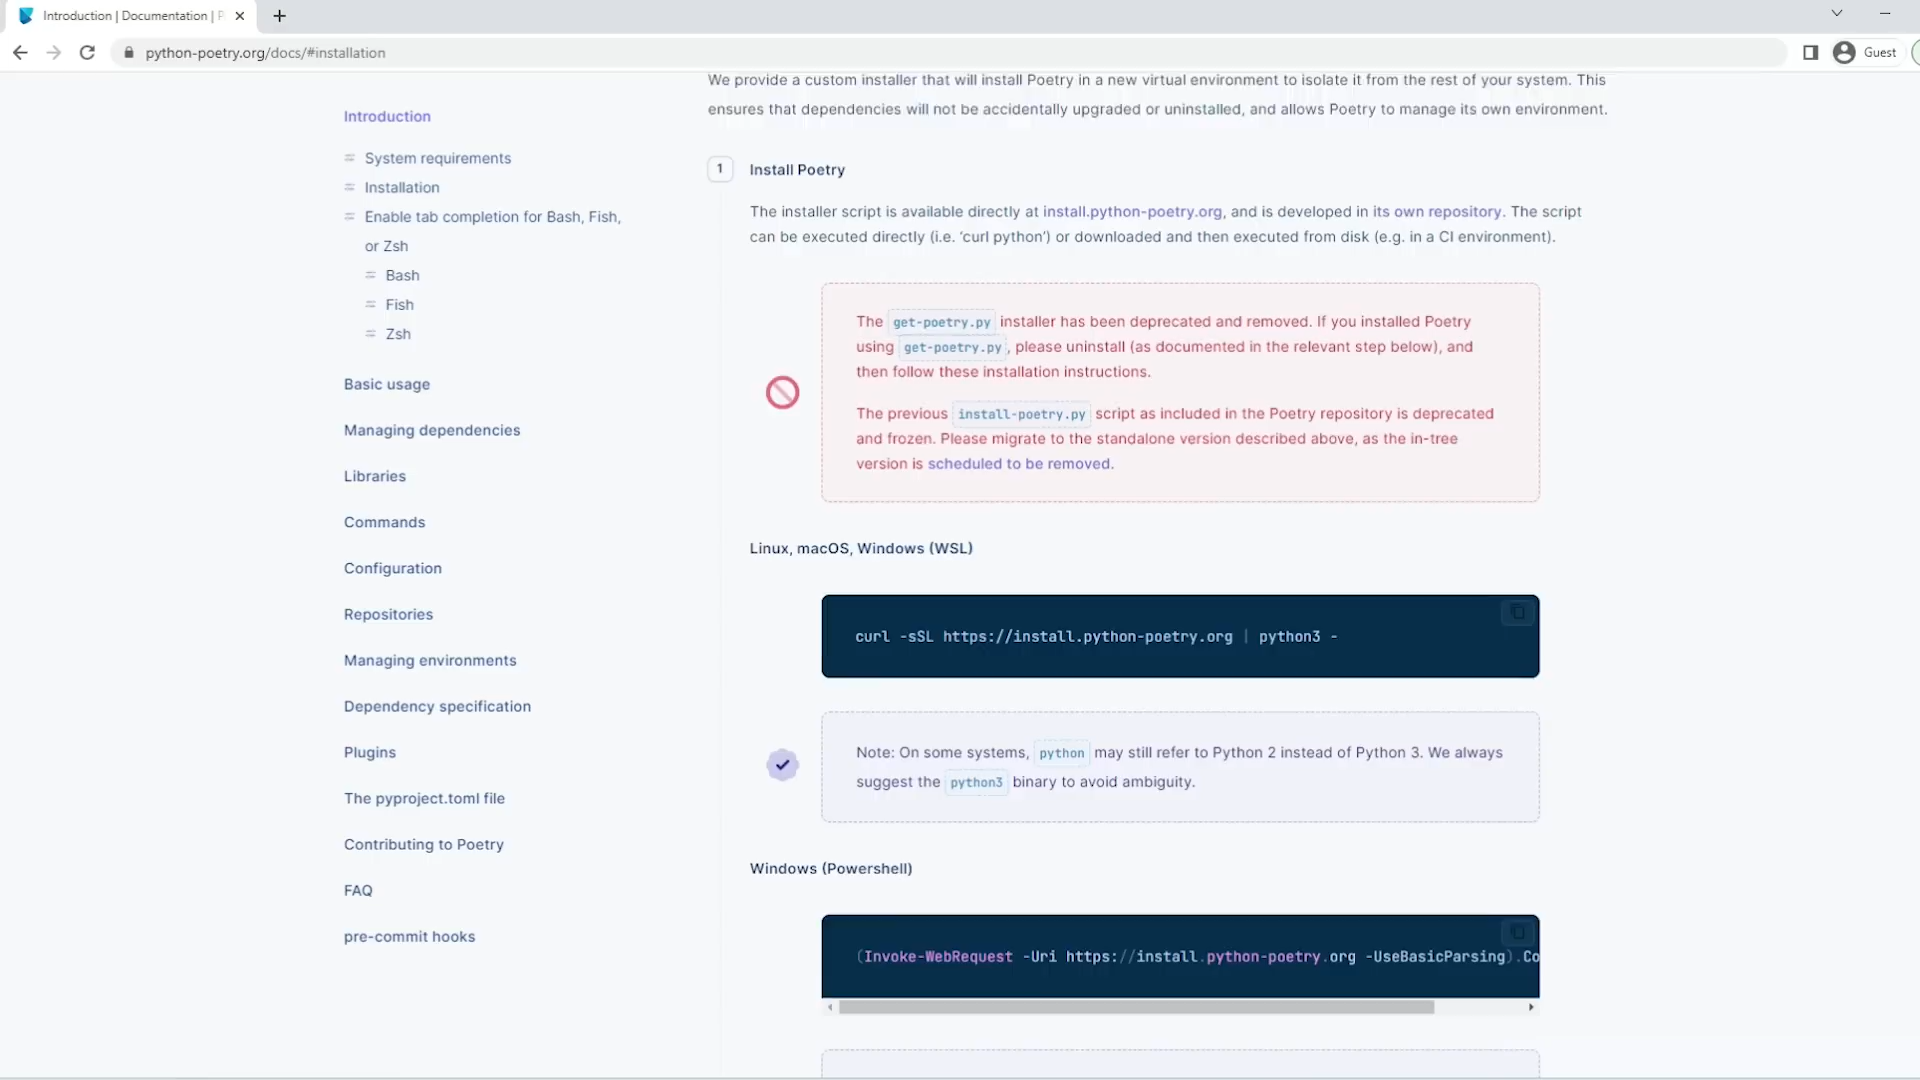 Introduction | Documentation | P
python-poetry.org/docs/#installation
Guest
Introduction
System requirements
Installation
Enable tab completion for Bash, Fish,
or Zsh
Bash
Fish
Zsh
Basic usage
Managing dependencies
Libraries
Commands
Configuration
Repositories
Managing environments
Dependency specification
Plugins
The pyproject.toml file
Contributing to Poetry
FAQ
pre-commit hooks
We provide a custom installer that will install Poetry in a new virtual environment to isolate it from the rest of your system. This
ensures that dependencies will not be accidentally upgraded or uninstalled, and allows Poetry to manage its own environment.
1 Install Poetry
The installer script is available directly at install.python-poetry.org, and is developed in its own repository. The script
can be executed directly (i.e. ‘curl python’) or downloaded and then executed from disk (e.g. in a CI environment).
The get-poetry.py installer has been deprecated and removed. If you installed Poetry
using get-poetry.py, please uninstall (as documented in the relevant step below), and
then follow these installation instructions.
The previous install-poetry.py script as included in the Poetry repository is deprecated
and frozen. Please migrate to the standalone version described above, as the in-tree
version is scheduled to be removed.
Linux, macOS, Windows (WSL)
curl -sSL https://install.python-poetry.org | python3 -
Note: On some systems, python may still refer to Python 2 instead of Python 3. We always
suggest the python3 binary to avoid ambiguity.
Windows (Powershell)
(Invoke-WebRequest -Uri https://install.python-poetry.org -UseBasicParsing).Co